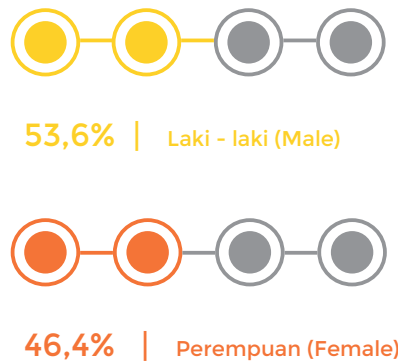 53,6% | Laki - laki (Male)
46,4% | Perempuan (Female)